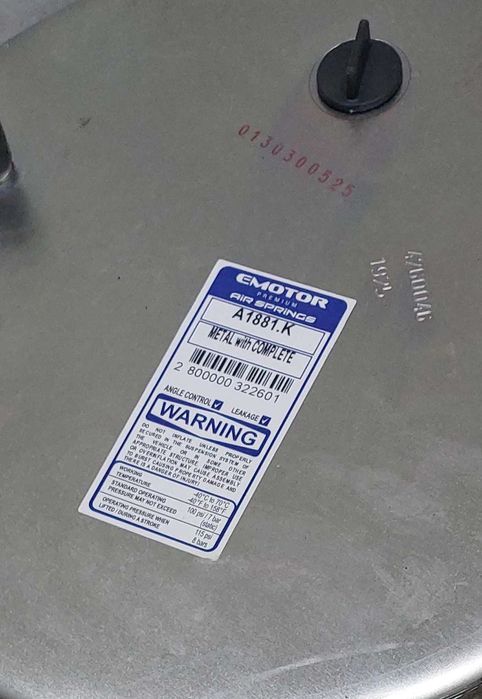 0130300525
1925
EMOTOR
PREMIUM
AIR SPRINGS
A1881.K
METAL with COMPLETE
2 800000 322601
ANGLE CONTROL LEAKAGE
WARNING
DO NOT INFLATE UNLESS PROPERLY
SECURED IN THE SUSPENSION SYSTEM OF
THE VEHICLE OR IN SOME OTHER
APPROPRIATE STRUCTURE. IMPROPER USE
OR OVERINFLATION MAY CAUSE ASSEMBLY
TO BURST CAUSING PROPERTY DAMAGE AND
THERE IS A DANGER OF INJURY!
WORKING
TEMPERATURE
-40°C to 70°C
-40°F to 158°F
STANDARD OPERATING
PRESSURE MAY NOT EXCEED
100 psi / 7 bar
(static)
OPERATING PRESSURE WHEN
LIFTED / DURING A STROKE
115 psi
8 bars